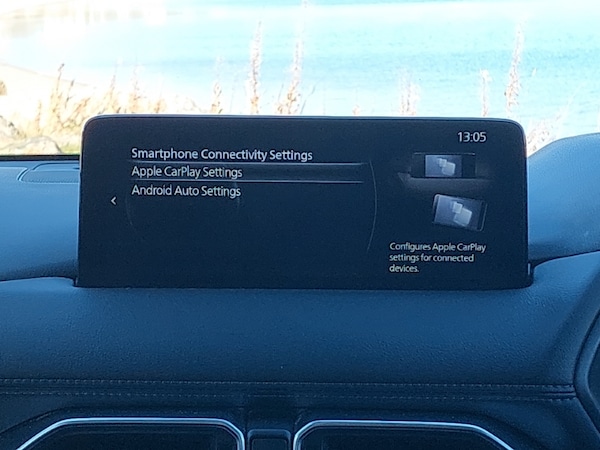 13:05
Smartphone Connectivity Settings
Apple CarPlay Settings
Android Auto Settings
Configures Apple CarPlay
settings for connected
devices.